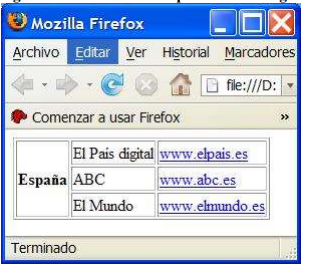 Mozilla Firefox
Archivo Editar Ver Historial Marcadores
file:///D:
Comenzar a usar Firefox »
El Pais digital www.elpais.es
España ABC www.abc.es
El Mundo www.elmundo.es
Terminado